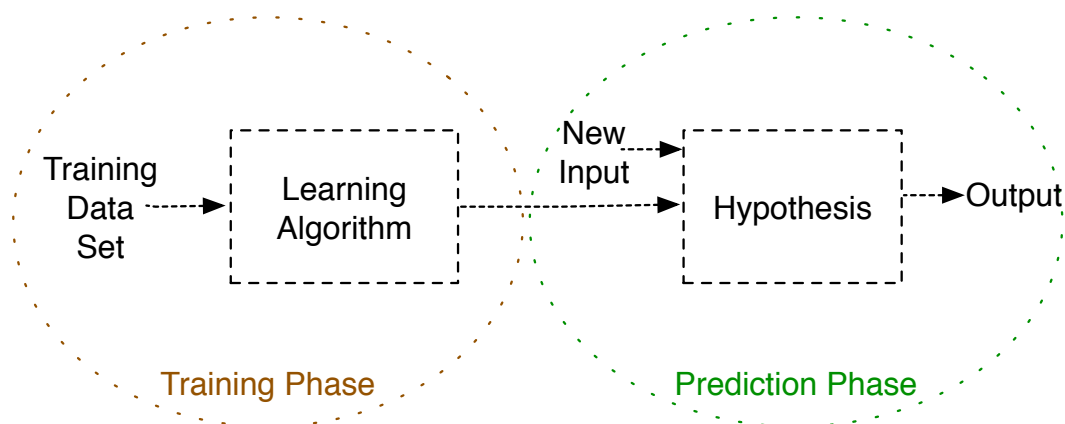 Training
Data
Set
Learning
Algorithm
New
Input
Hypothesis
Output
Training Phase
Prediction Phase